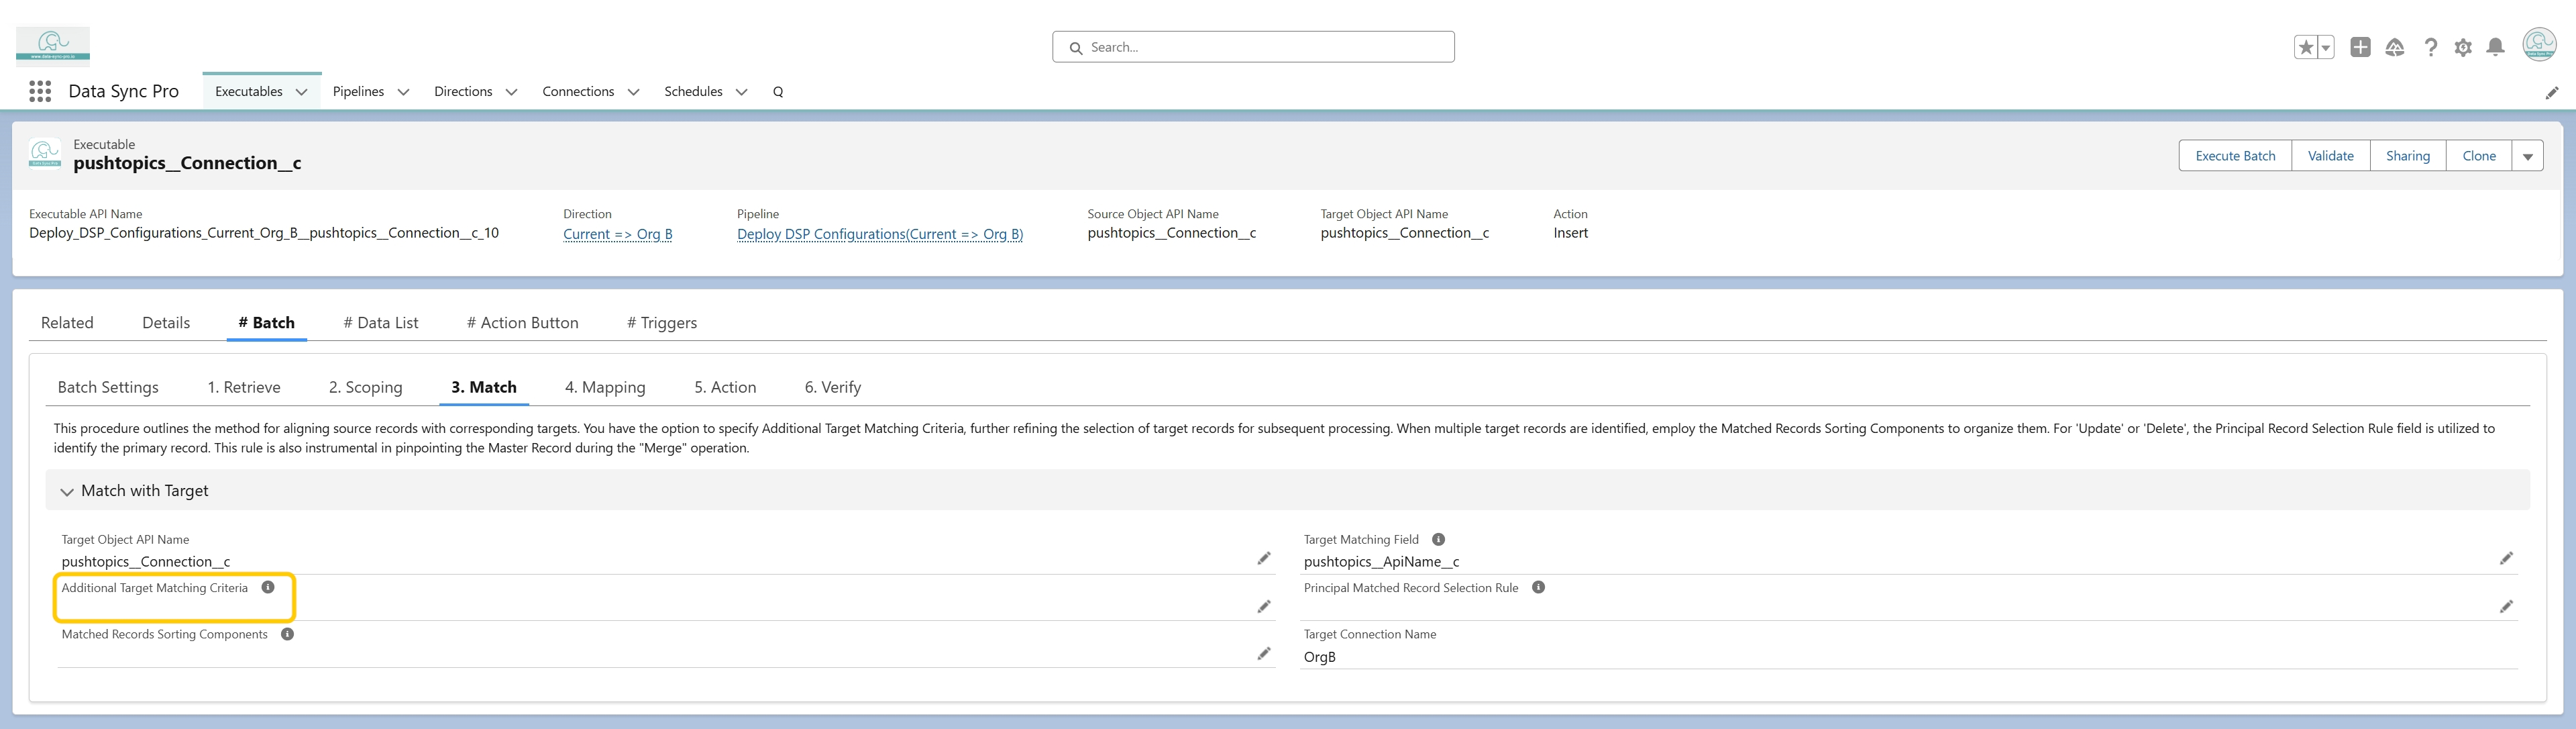 www.data-sync-pro.io
Search...
Data Sync Pro
Executables
Pipelines
Directions
Connections
Schedules
Q
Executable
pushtopics__Connection__c
Execute Batch
Validate
Sharing
Clone
Executable API Name
Direction
Pipeline
Source Object API Name
Target Object API Name
Action
Deploy_DSP_Configurations_Current_Org_B__pushtopics__Connection__c_10
Current => Org B
Deploy DSP Configurations(Current => Org B)
pushtopics__Connection__c
pushtopics__Connection__c
Insert
Related
Details
# Batch
# Data List
# Action Button
# Triggers
Batch Settings
1. Retrieve
2. Scoping
3. Match
4. Mapping
5. Action
6. Verify
This procedure outlines the method for aligning source records with corresponding targets. You have the option to specify Additional Target Matching Criteria, further refining the selection of target records for subsequent processing. When multiple target records are identified, employ the Matched Records Sorting Components to organize them. For 'Update' or 'Delete', the Principal Record Selection Rule field is utilized to
identify the primary record. This rule is also instrumental in pinpointing the Master Record during the "Merge" operation.
Match with Target
Target Object API Name
pushtopics__Connection__c
Target Matching Field
pushtopics__ApiName__c
Additional Target Matching Criteria
Principal Matched Record Selection Rule
Matched Records Sorting Components
Target Connection Name
OrgB